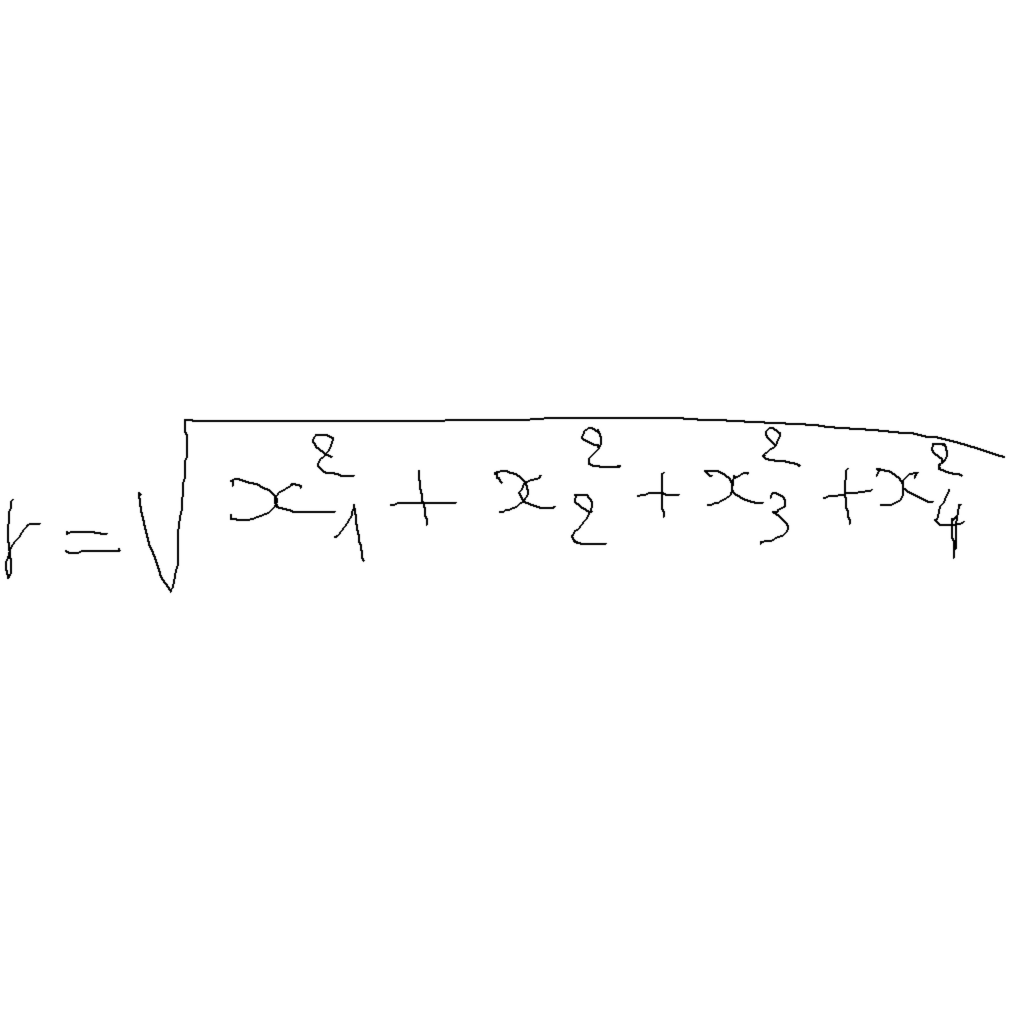 r = √(x₁² + x₂² + x₃² + x₄²)